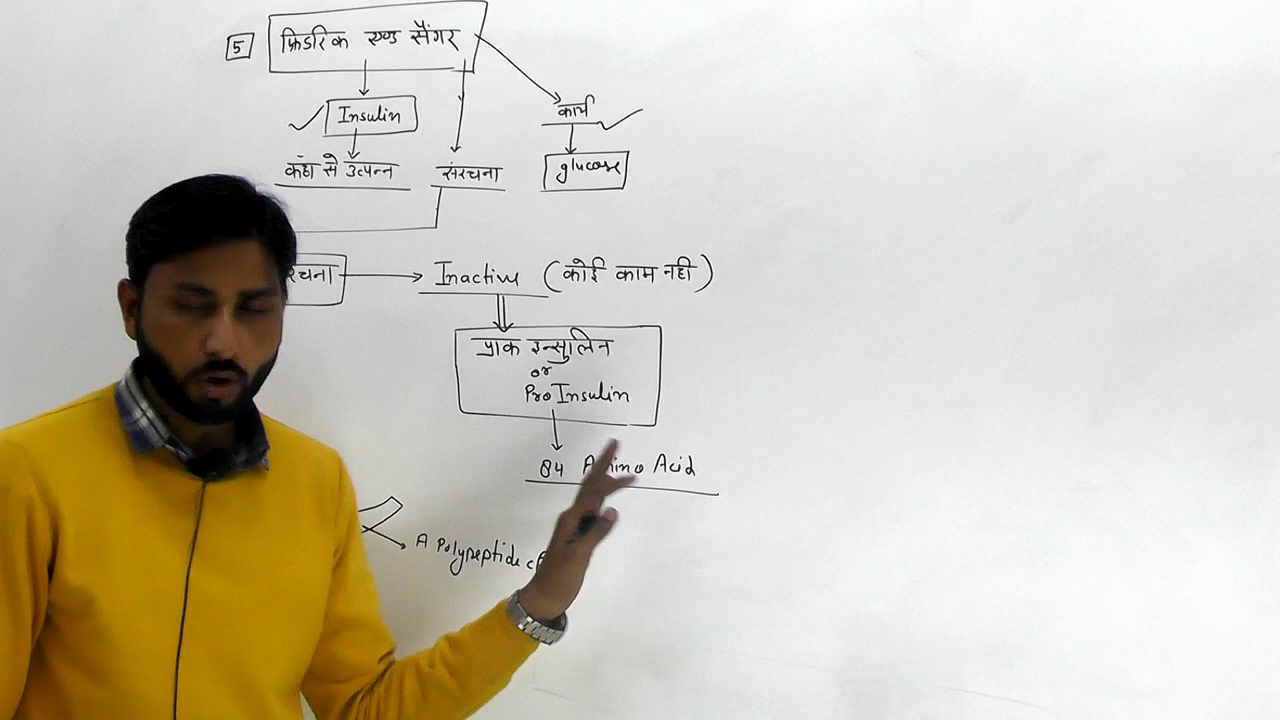 5 फ्रिडरिक एण्ड सैंगर
Insulin
कार्य
कहाँ से उत्पन्न
संरचना
glucose
रचना
Inactive (कोई काम नही)
प्राक इन्सुलिन
or
Pro Insulin
84 Amino Acid
A Polypeptide